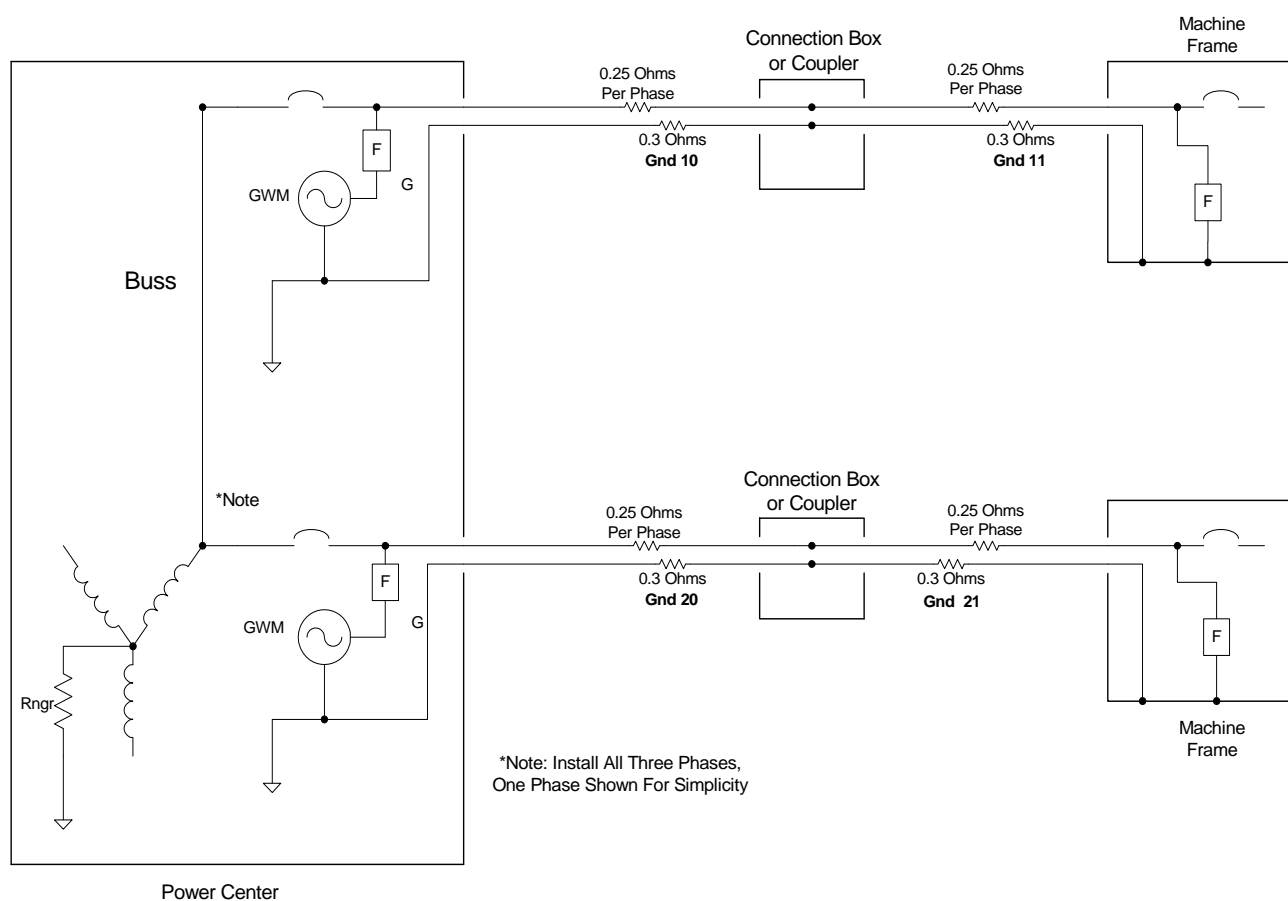 Machine
Frame
Connection Box
or Coupler
0.25 Ohms
Per Phase
0.25 Ohms
Per Phase
0.3 Ohms
Gnd 10
0.3 Ohms
Gnd 11
F
G
GWM
F
Buss
*Note
Connection Box
or Coupler
0.25 Ohms
Per Phase
0.25 Ohms
Per Phase
0.3 Ohms
Gnd 20
0.3 Ohms
Gnd 21
F
G
GWM
F
Rngr
Machine
Frame
*Note: Install All Three Phases,
One Phase Shown For Simplicity
Power Center